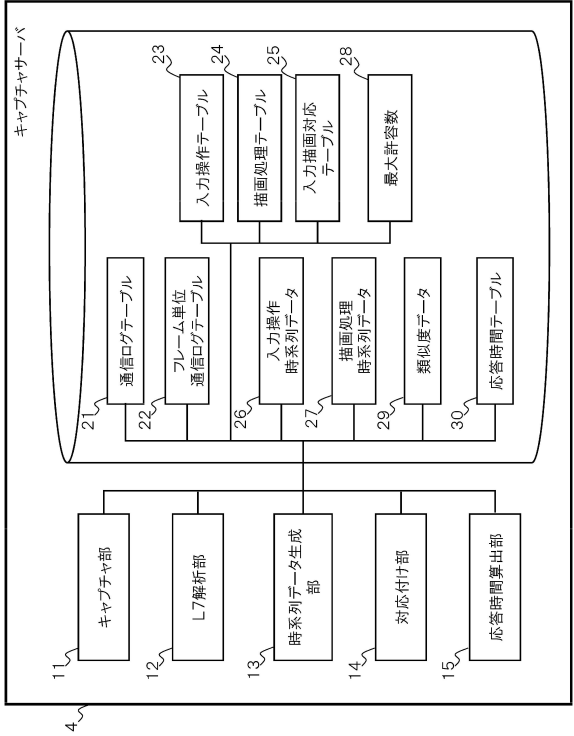 キャプチャサーバ
4
11
キャプチャ部
12
L7解析部
13
時系列データ生成
部
14
対応付け部
15
応答時間算出部
21
通信ログテーブル
22
フレーム単位
通信ログテーブル
26
入力操作
時系列データ
27
描画処理
時系列データ
29
類似度データ
30
応答時間テーブル
23
入力操作テーブル
24
描画処理テーブル
25
入力描画対応
テーブル
28
最大許容数